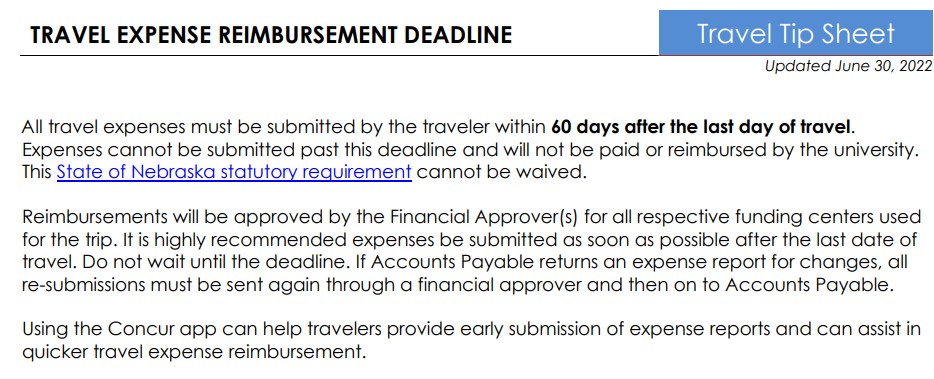 TRAVEL EXPENSE REIMBURSEMENT DEADLINE
Travel Tip Sheet
Updated June 30, 2022
All travel expenses must be submitted by the traveler within 60 days after the last day of travel.
Expenses cannot be submitted past this deadline and will not be paid or reimbursed by the university.
This State of Nebraska statutory requirement cannot be waived.
Reimbursements will be approved by the Financial Approver(s) for all respective funding centers used
for the trip. It is highly recommended expenses be submitted as soon as possible after the last date of
travel. Do not wait until the deadline. If Accounts Payable returns an expense report for changes, all
re-submissions must be sent again through a financial approver and then on to Accounts Payable.
Using the Concur app can help travelers provide early submission of expense reports and can assist in
quicker travel expense reimbursement.